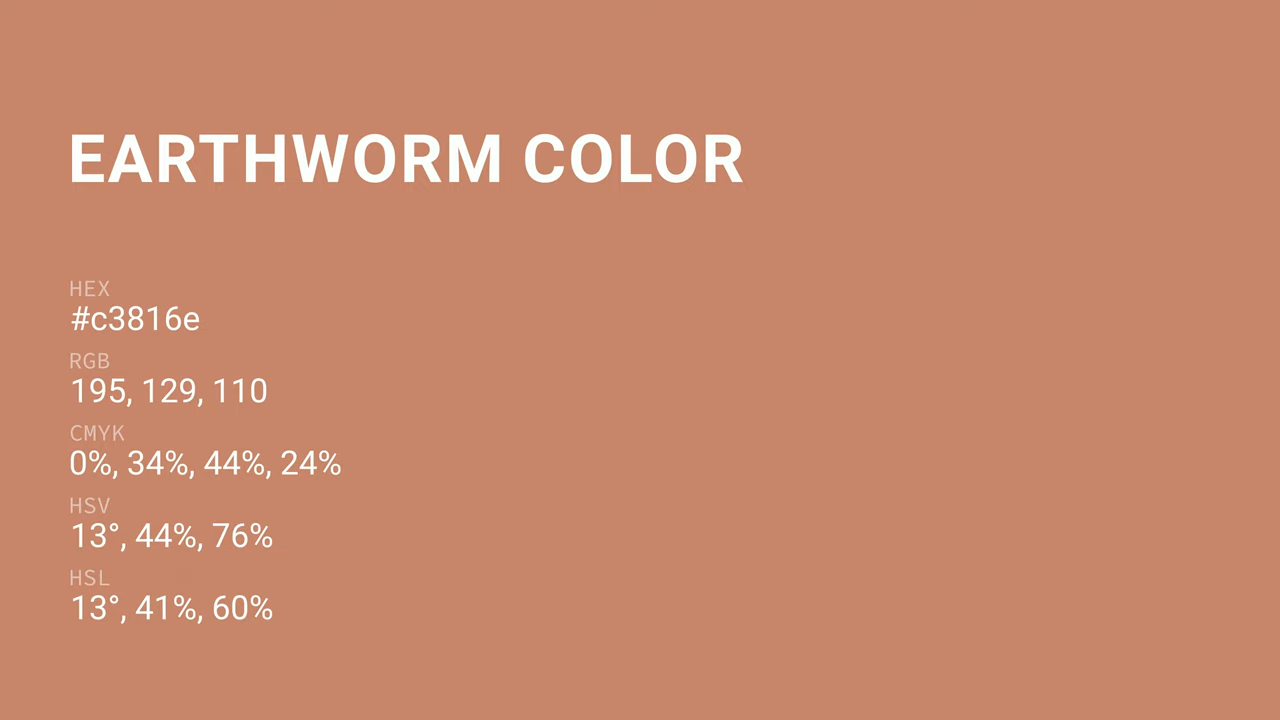 EARTHWORM COLOR
HEX
#c3816e
RGB
195, 129, 110
CMYK
0%, 34%, 44%, 24%
HSV
13°, 44%, 76%
HSL
13°, 41%, 60%